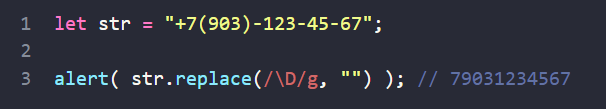 1 let str = "+7(903)-123-45-67";
2
3 alert( str.replace(/\D/g, "") ); // 79031234567